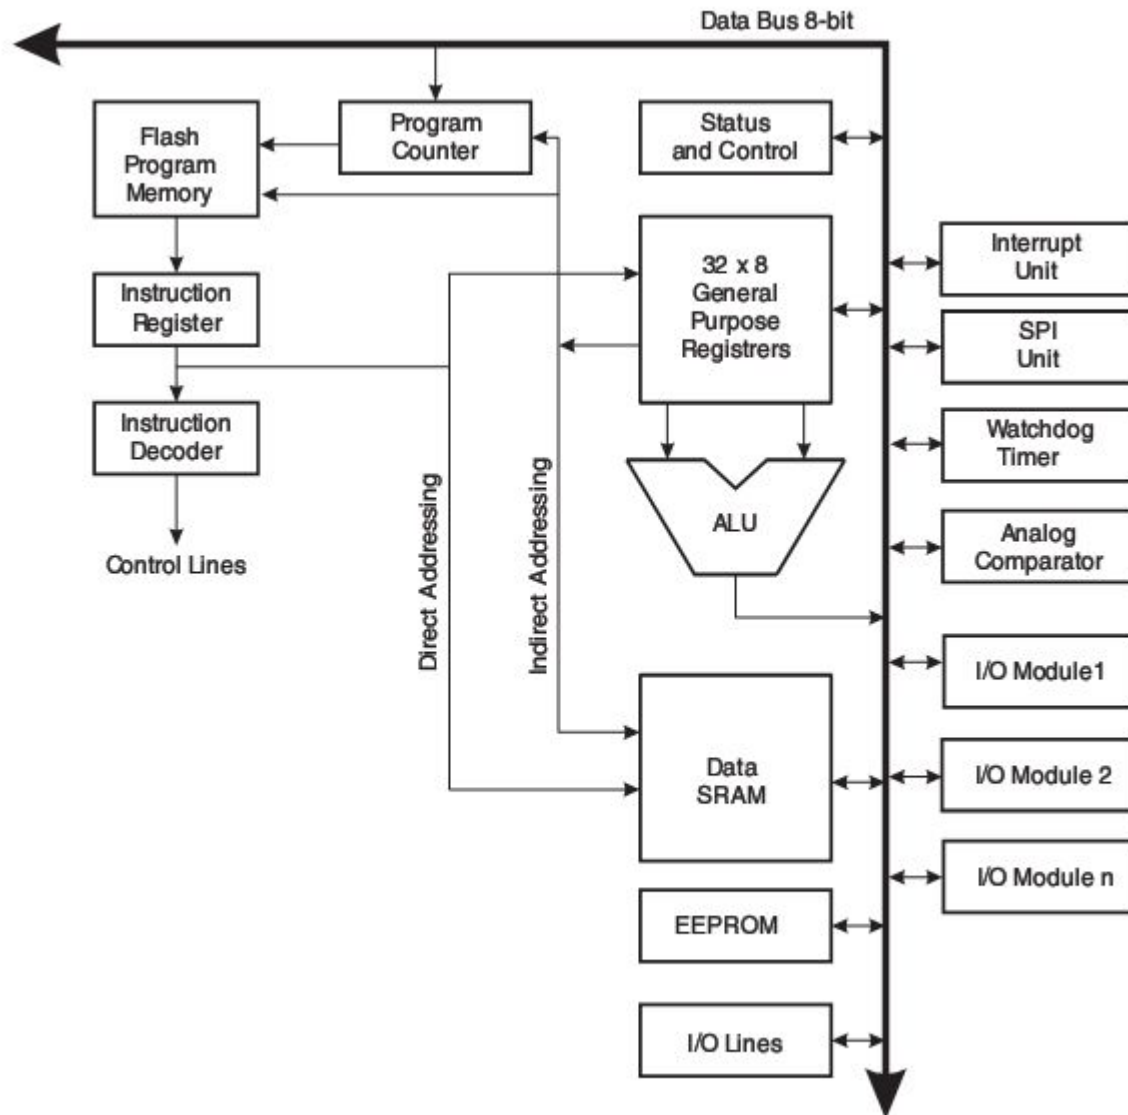 Data Bus 8-bit
Flash
Program
Memory
Program
Counter
Status
and Control
Instruction
Register
32 x 8
General
Purpose
Registrers
Interrupt
Unit
SPI
Unit
Instruction
Decoder
Watchdog
Timer
Control Lines
Direct Addressing
Indirect Addressing
ALU
Analog
Comparator
I/O Module1
Data
SRAM
I/O Module 2
I/O Module n
EEPROM
I/O Lines